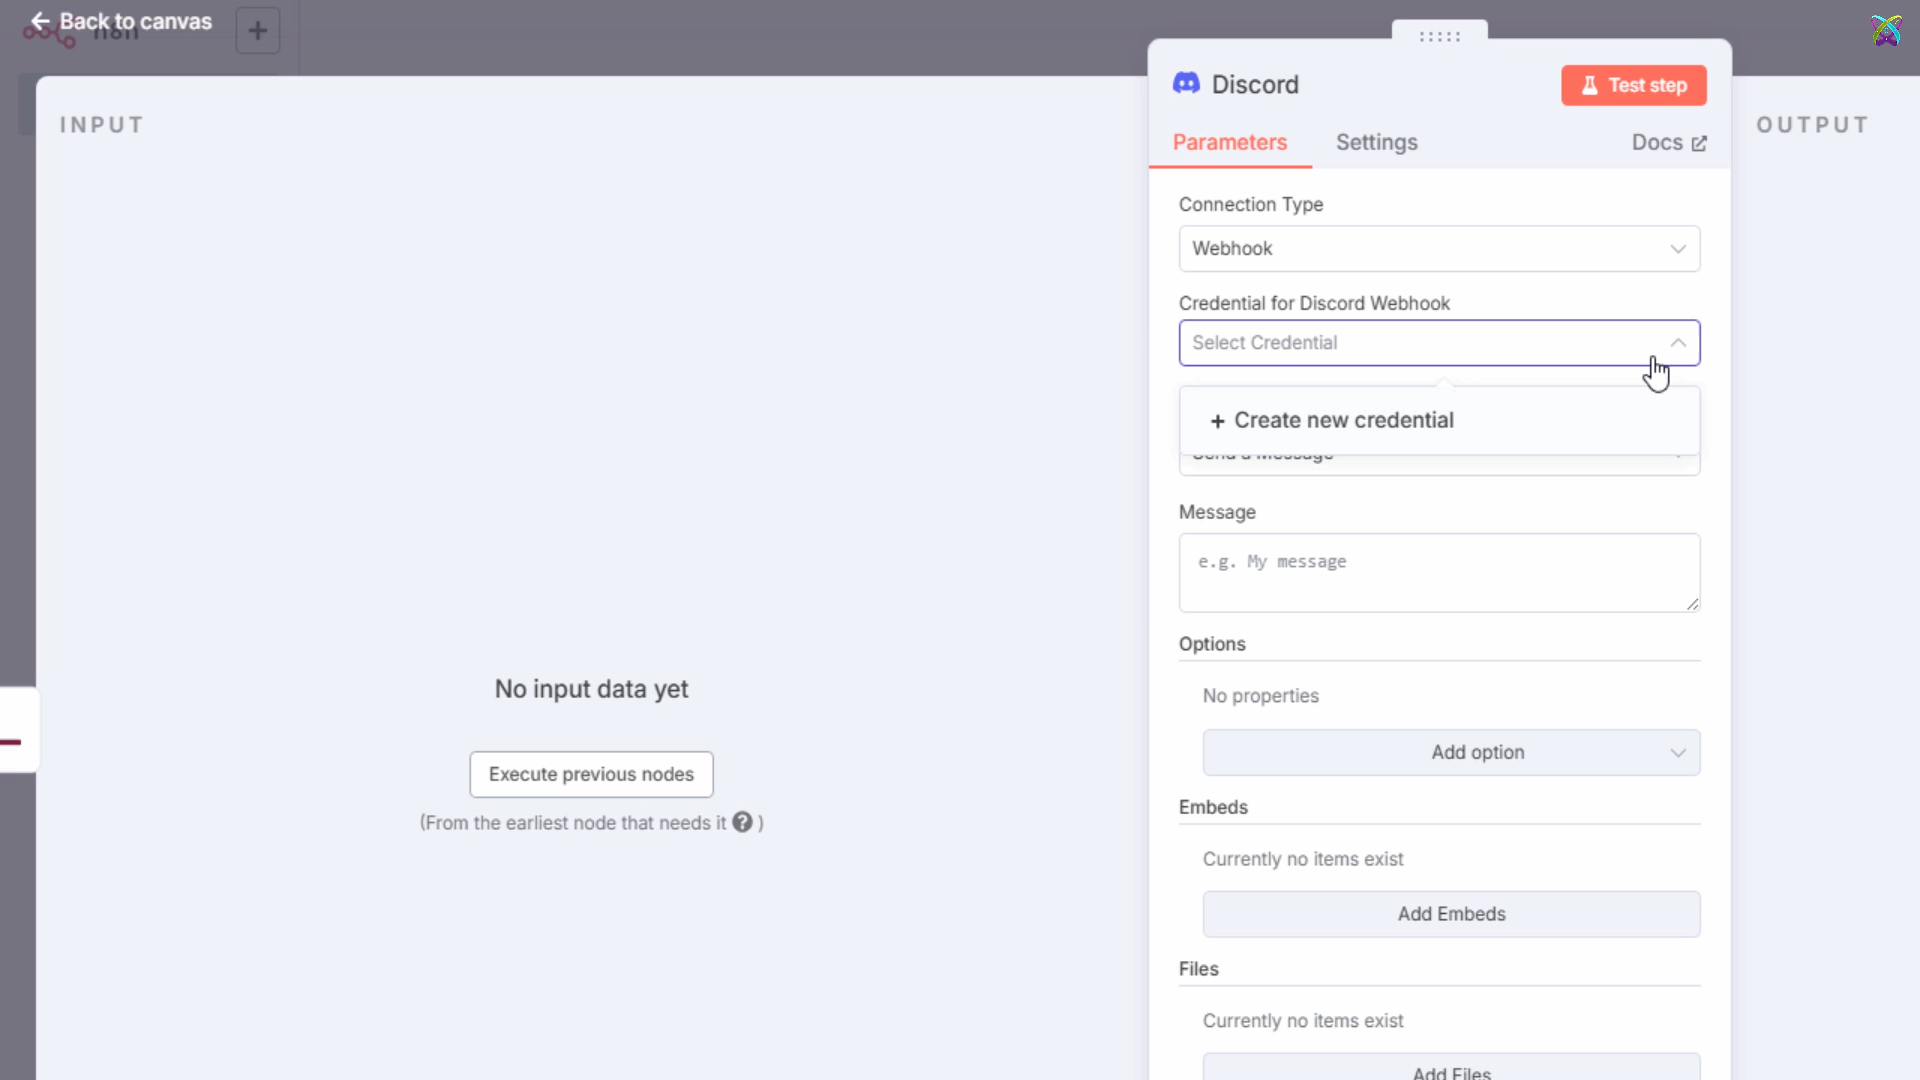 Back to canvas
n8n
INPUT
No input data yet
Execute previous nodes
(From the earliest node that needs it ? )
Discord
Test step
Parameters
Settings
Docs
Connection Type
Webhook
Credential for Discord Webhook
Select Credential
+ Create new credential
Send a Message
Message
e.g. My message
Options
No properties
Add option
Embeds
Currently no items exist
Add Embeds
Files
Currently no items exist
Add Files
OUTPUT